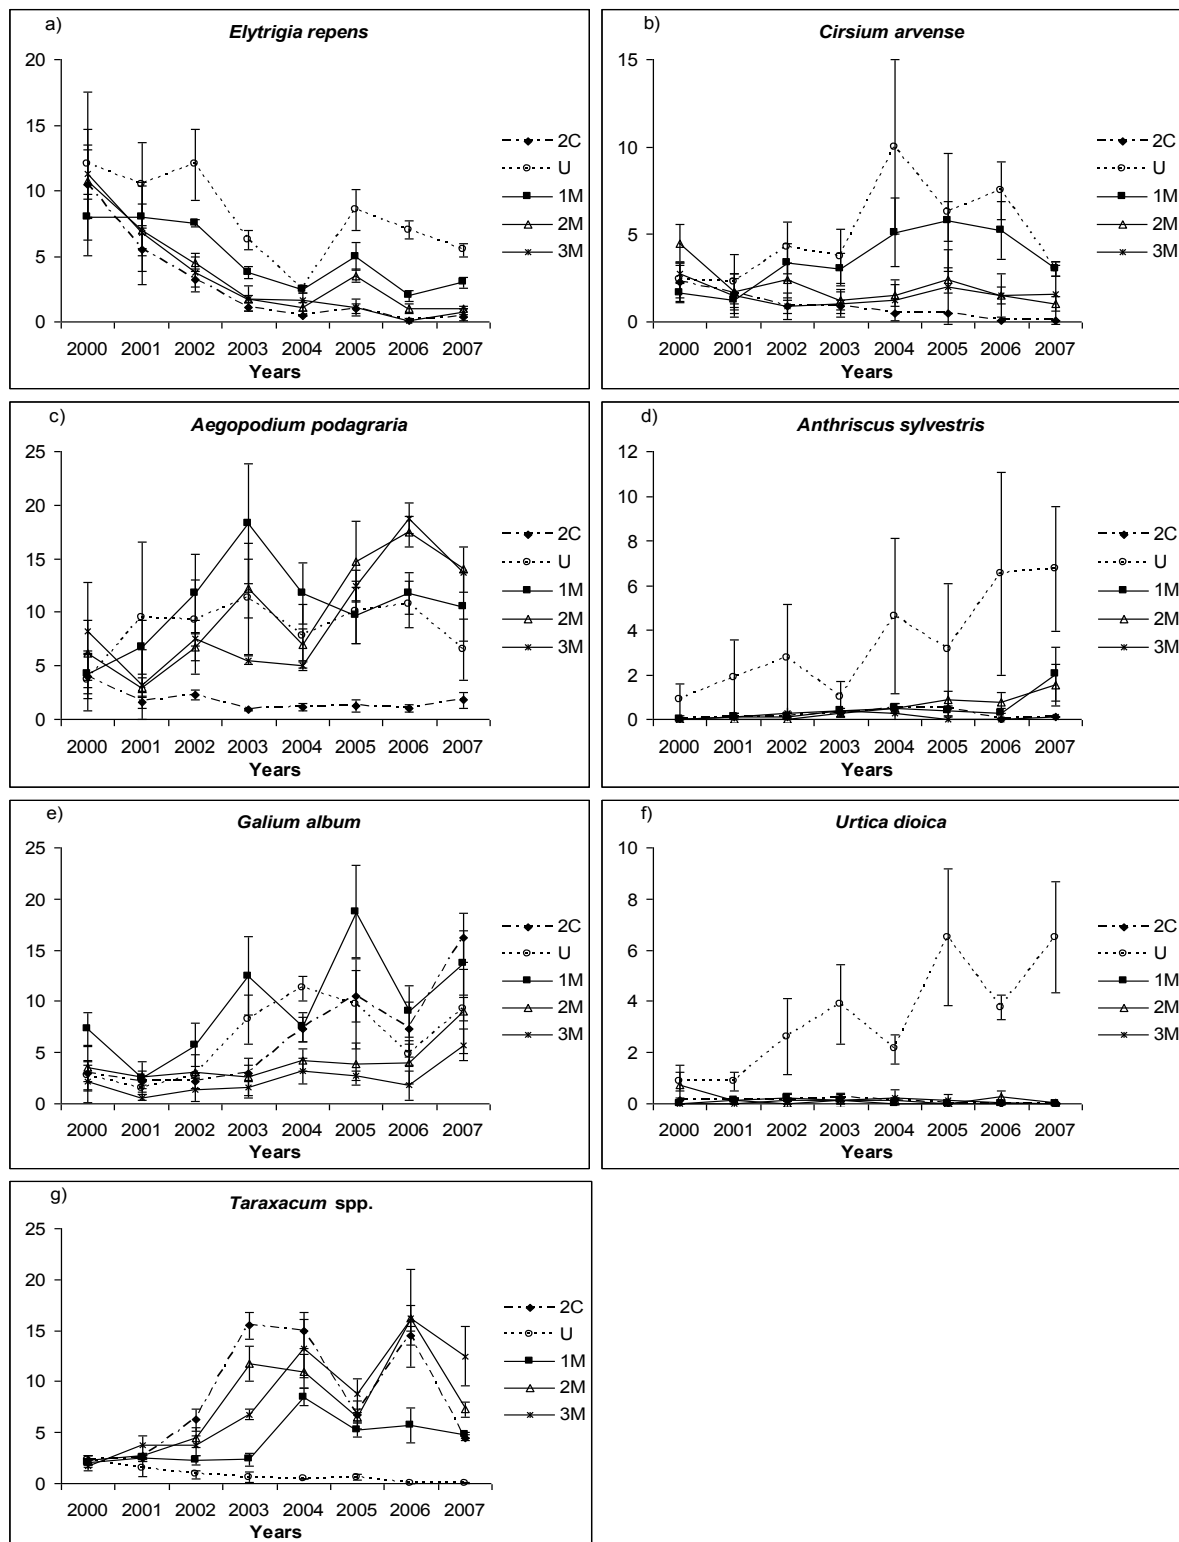 a)
Elytrigia repens
20
15
10
5
0
2000 2001 2002 2003 2004 2005 2006 2007
Years
2C
U
1M
2M
3M
b)
Cirsium arvense
15
10
5
0
2000 2001 2002 2003 2004 2005 2006 2007
Years
2C
U
1M
2M
3M
c)
Aegopodium podagraria
25
20
15
10
5
0
2000 2001 2002 2003 2004 2005 2006 2007
Years
2C
U
1M
2M
3M
d)
Anthriscus sylvestris
12
10
8
6
4
2
0
2000 2001 2002 2003 2004 2005 2006 2007
Years
2C
U
1M
2M
3M
e)
Galium album
25
20
15
10
5
0
2000 2001 2002 2003 2004 2005 2006 2007
Years
2C
U
1M
2M
3M
f)
Urtica dioica
10
8
6
4
2
0
2000 2001 2002 2003 2004 2005 2006 2007
Years
2C
U
1M
2M
3M
g)
Taraxacum spp.
25
20
15
10
5
0
2000 2001 2002 2003 2004 2005 2006 2007
Years
2C
U
1M
2M
3M